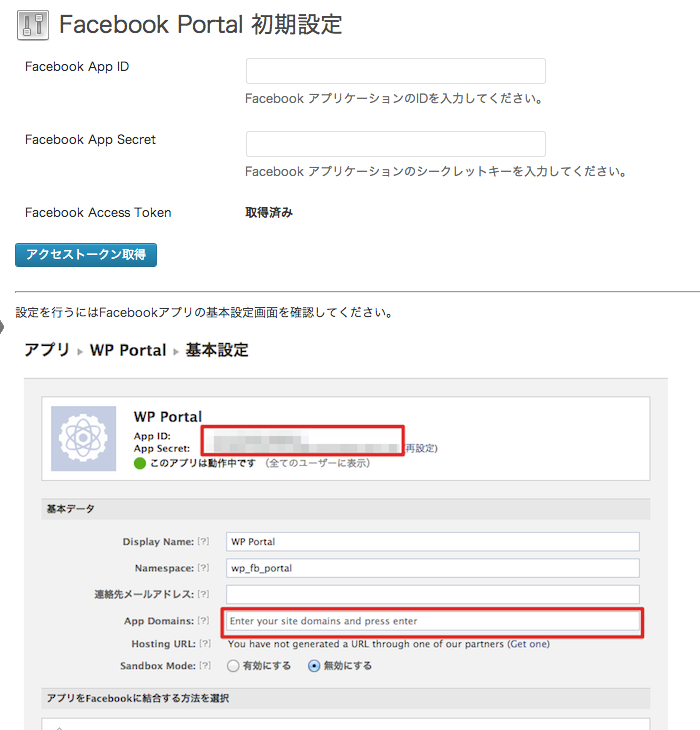 Facebook Portal 初期設定
Facebook App ID
Facebook アプリケーションのIDを入力してください。
Facebook App Secret
Facebook アプリケーションのシークレットキーを入力してください。
Facebook Access Token 取得済み
アクセストークン取得
設定を行うにはFacebookアプリの基本設定画面を確認してください。
アプリ ▸ WP Portal ▸ 基本設定
WP Portal
App ID:
App Secret: (再設定)
このアプリは動作中です (全てのユーザーに表示)
基本データ
Display Name: [?] WP Portal
Namespace: [?] wp_fb_portal
連絡先メールアドレス: [?]
App Domains: [?] Enter your site domains and press enter
Hosting URL: [?] You have not generated a URL through one of our partners (Get one)
Sandbox Mode: [?] 有効にする 無効にする
アプリをFacebookに結合する方法を選択